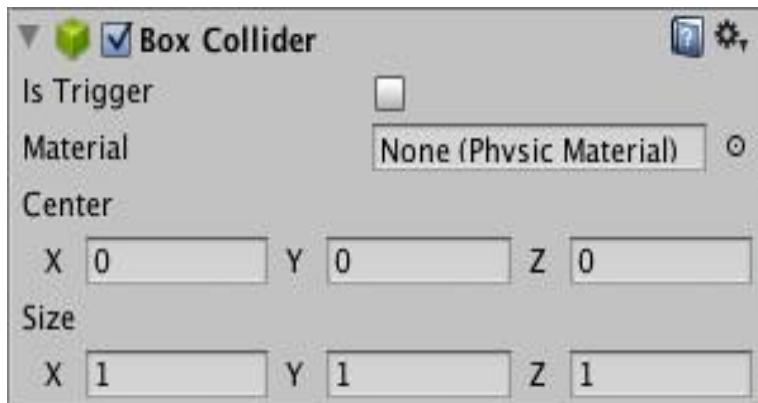 Box Collider
Is Trigger
Material None (Physic Material)
Center
X 0 Y 0 Z 0
Size
X 1 Y 1 Z 1